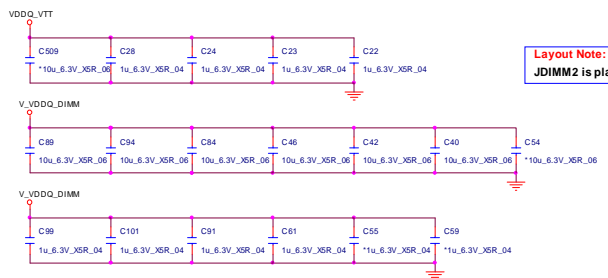 VDDQ_VTT
C509 C28 C24 C23 C22
*10u_6.3V_X5R_06 1u_6.3V_X5R_04 1u_6.3V_X5R_04 1u_6.3V_X5R_04 1u_6.3V_X5R_04
Layout Note:
JDIMM2 is pla
V_VDDQ_DIMM
C89 C94 C84 C46 C42 C40 C54
10u_6.3V_X5R_06 10u_6.3V_X5R_06 10u_6.3V_X5R_06 10u_6.3V_X5R_06 10u_6.3V_X5R_06 10u_6.3V_X5R_06 *10u_6.3V_X5R_06
V_VDDQ_DIMM
C99 C101 C91 C61 C55 C59
1u_6.3V_X5R_04 1u_6.3V_X5R_04 1u_6.3V_X5R_04 1u_6.3V_X5R_04 *1u_6.3V_X5R_04 *1u_6.3V_X5R_04